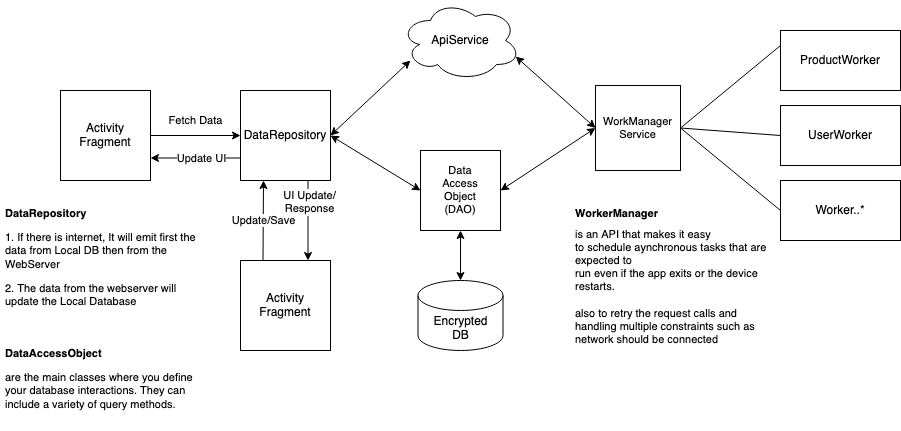 ApiService
ProductWorker
UserWorker
Worker..*
WorkManager
Service
Activity
Fragment
Fetch Data
Update UI
DataRepository
Data
Access
Object
(DAO)
UI Update/
Response
Update/Save
Activity
Fragment
Encrypted
DB
DataRepository
1. If there is internet, It will emit first the
data from Local DB then from the
WebServer
2. The data from the webserver will
update the Local Database
DataAccessObject
are the main classes where you define
your database interactions. They can
include a variety of query methods.
WorkerManager
is an API that makes it easy
to schedule aynchronous tasks that are
expected to
run even if the app exits or the device
restarts.
also to retry the request calls and
handling multiple constraints such as
network should be connected